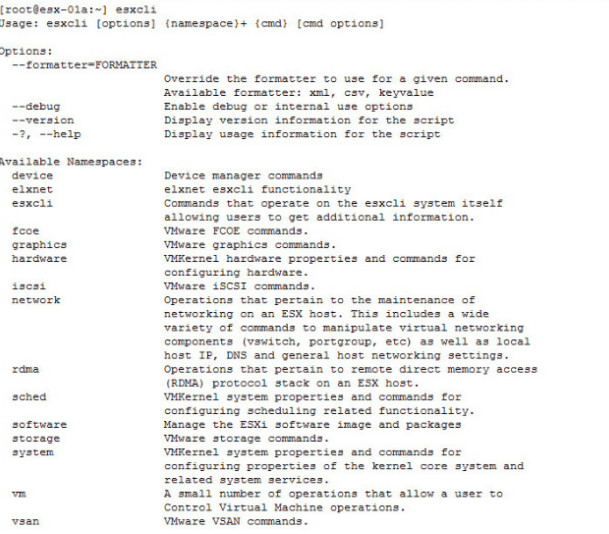 [root@esx-01a:~] esxcli
Usage: esxcli [options] {namespace}+ {cmd} [cmd options]
Options:
--formatter=FORMATTER
Override the formatter to use for a given command.
Available formatter: xml, csv, keyvalue
--debug Enable debug or internal use options
--version Display version information for the script
-?, --help Display usage information for the script
Available Namespaces:
device Device manager commands
elxnet elxnet esxcli functionality
esxcli Commands that operate on the esxcli system itself
allowing users to get additional information.
fcoe VMware FCOE commands.
graphics VMware graphics commands.
hardware VMKernel hardware properties and commands for
configuring hardware.
iscsi VMware iSCSI commands.
network Operations that pertain to the maintenance of
networking on an ESX host. This includes a wide
variety of commands to manipulate virtual networking
components (vswitch, portgroup, etc) as well as local
host IP, DNS and general host networking settings.
rdma Operations that pertain to remote direct memory access
(RDMA) protocol stack on an ESX host.
sched VMKernel system properties and commands for
configuring scheduling related functionality.
software Manage the ESXi software image and packages
storage VMware storage commands.
system VMKernel system properties and commands for
configuring properties of the kernel core system and
related system services.
vm A small number of operations that allow a user to
Control Virtual Machine operations.
vsan VMware VSAN commands.